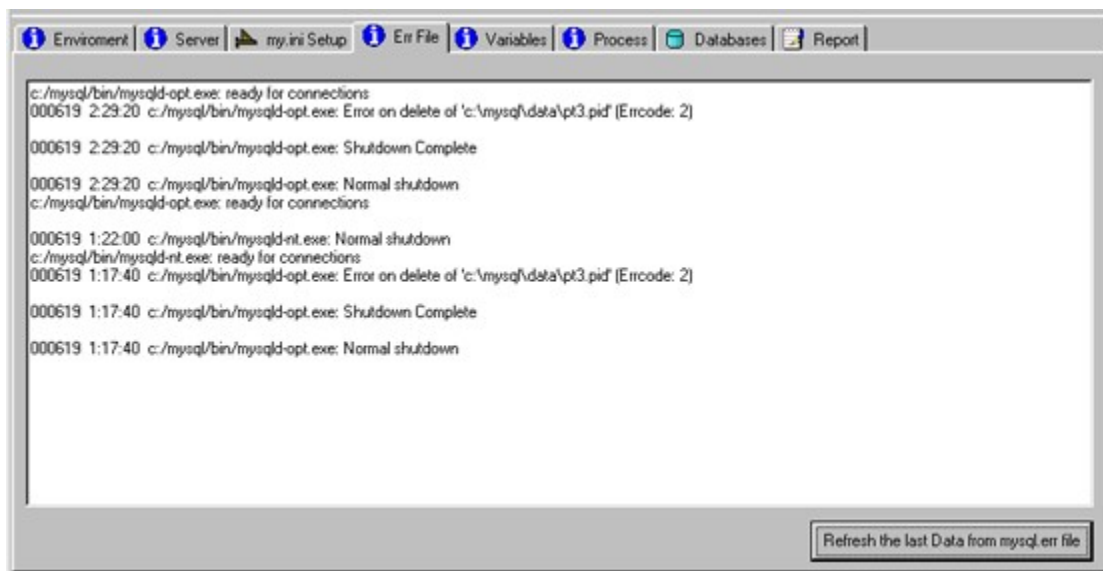 Enviroment Server my.ini Setup Err File Variables Process Databases Report
c:/mysql/bin/mysqld-opt.exe: ready for connections
000619 2:29:20 c:/mysql/bin/mysqld-opt.exe: Error on delete of 'c:\mysql\data\pt3.pid' (Errcode: 2)
000619 2:29:20 c:/mysql/bin/mysqld-opt.exe: Shutdown Complete
000619 2:29:20 c:/mysql/bin/mysqld-opt.exe: Normal shutdown
c:/mysql/bin/mysqld-opt.exe: ready for connections
000619 1:22:00 c:/mysql/bin/mysqld-nt.exe: Normal shutdown
c:/mysql/bin/mysqld-nt.exe: ready for connections
000619 1:17:40 c:/mysql/bin/mysqld-opt.exe: Error on delete of 'c:\mysql\data\pt3.pid' (Errcode: 2)
000619 1:17:40 c:/mysql/bin/mysqld-opt.exe: Shutdown Complete
000619 1:17:40 c:/mysql/bin/mysqld-opt.exe: Normal shutdown
Refresh the last Data from mysql.err file